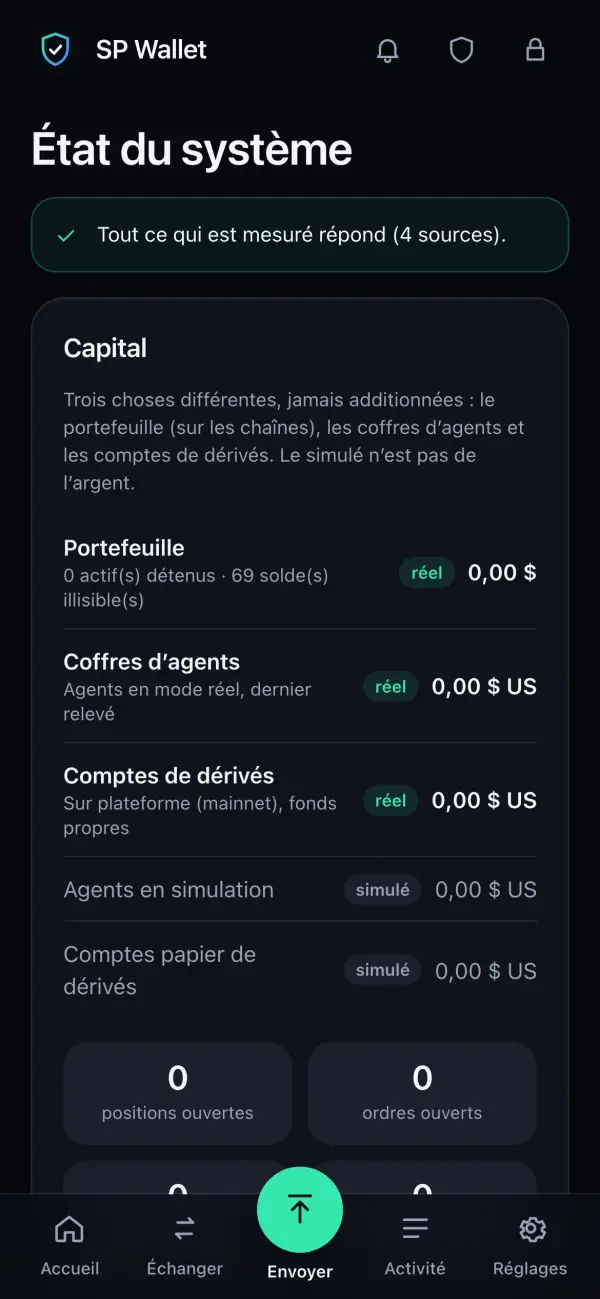 SP Wallet
État du système
Tout ce qui est mesuré répond (4 sources).
Capital
Trois choses différentes, jamais additionnées : le
portefeuille (sur les chaînes), les coffres d’agents et
les comptes de dérivés. Le simulé n’est pas de
l’argent.
Portefeuille
0 actif(s) détenus · 69 solde(s)
illisible(s)
réel
0,00 $
Coffres d’agents
Agents en mode réel, dernier
relevé
réel
0,00 $ US
Comptes de dérivés
Sur plateforme (mainnet), fonds
propres
réel
0,00 $ US
Agents en simulation
simulé
0,00 $ US
Comptes papier de
dérivés
simulé
0,00 $ US
0
positions ouvertes
0
ordres ouverts
Accueil
Échanger
Envoyer
Activité
Réglages